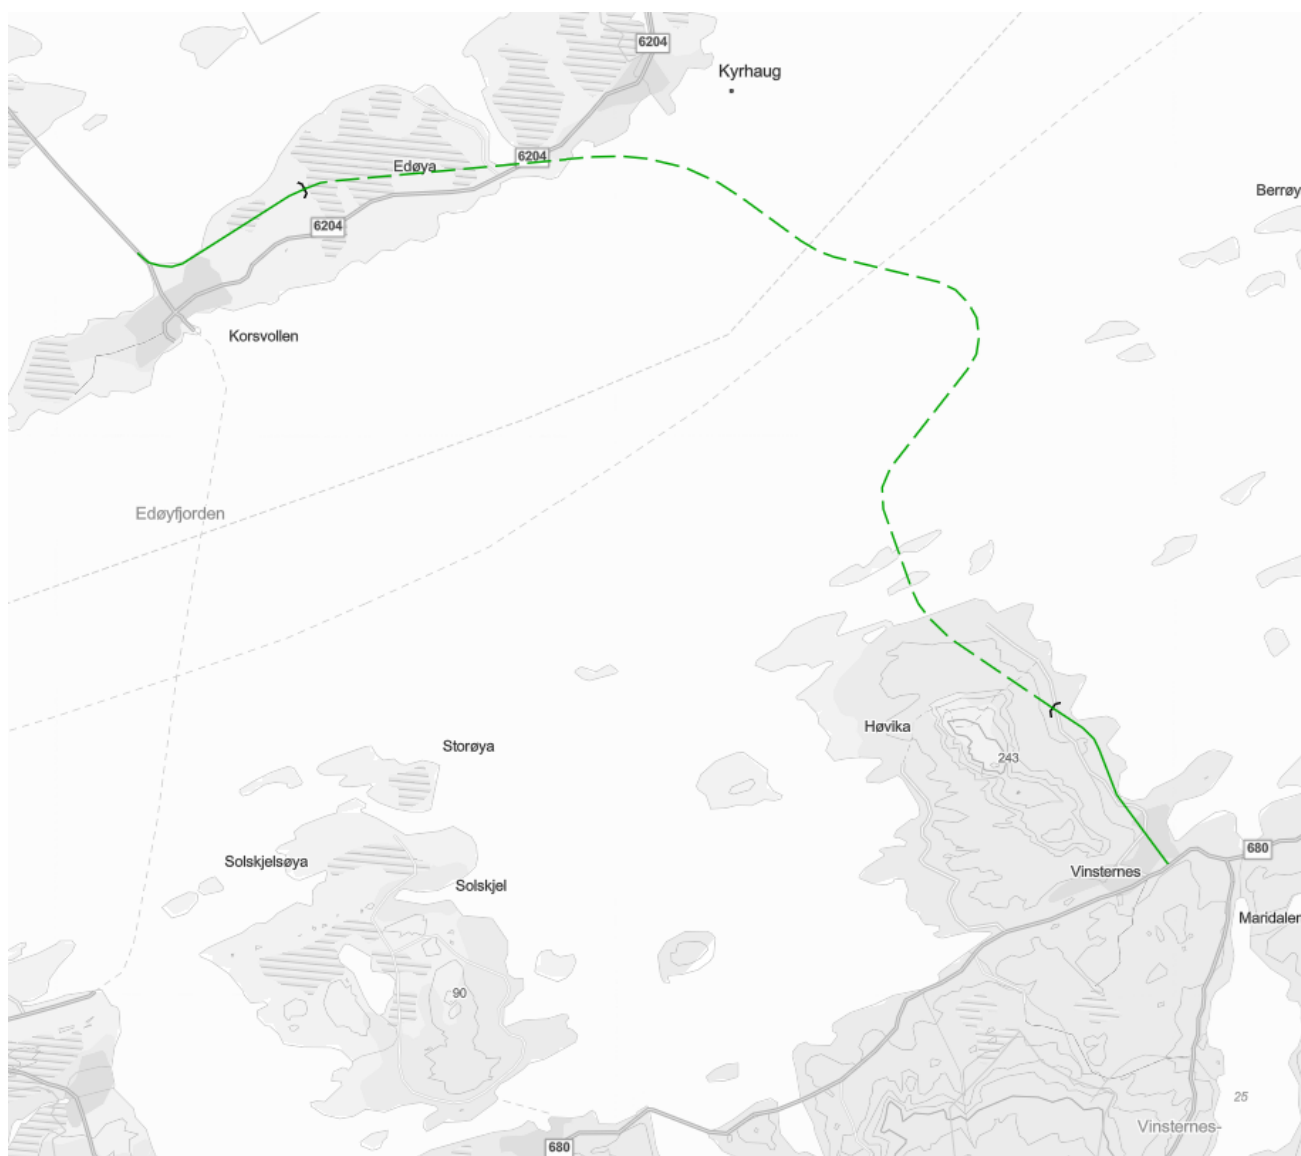 6204
Kyrhaug
6204
Edøya
Berrøy
6204
Korsvollen
Edøyfjorden
Høvika
Storøya
243
680
Solskjelsøya
Vinsternes
Solskjel
Maridaler
90
25
Vinsternes-
680